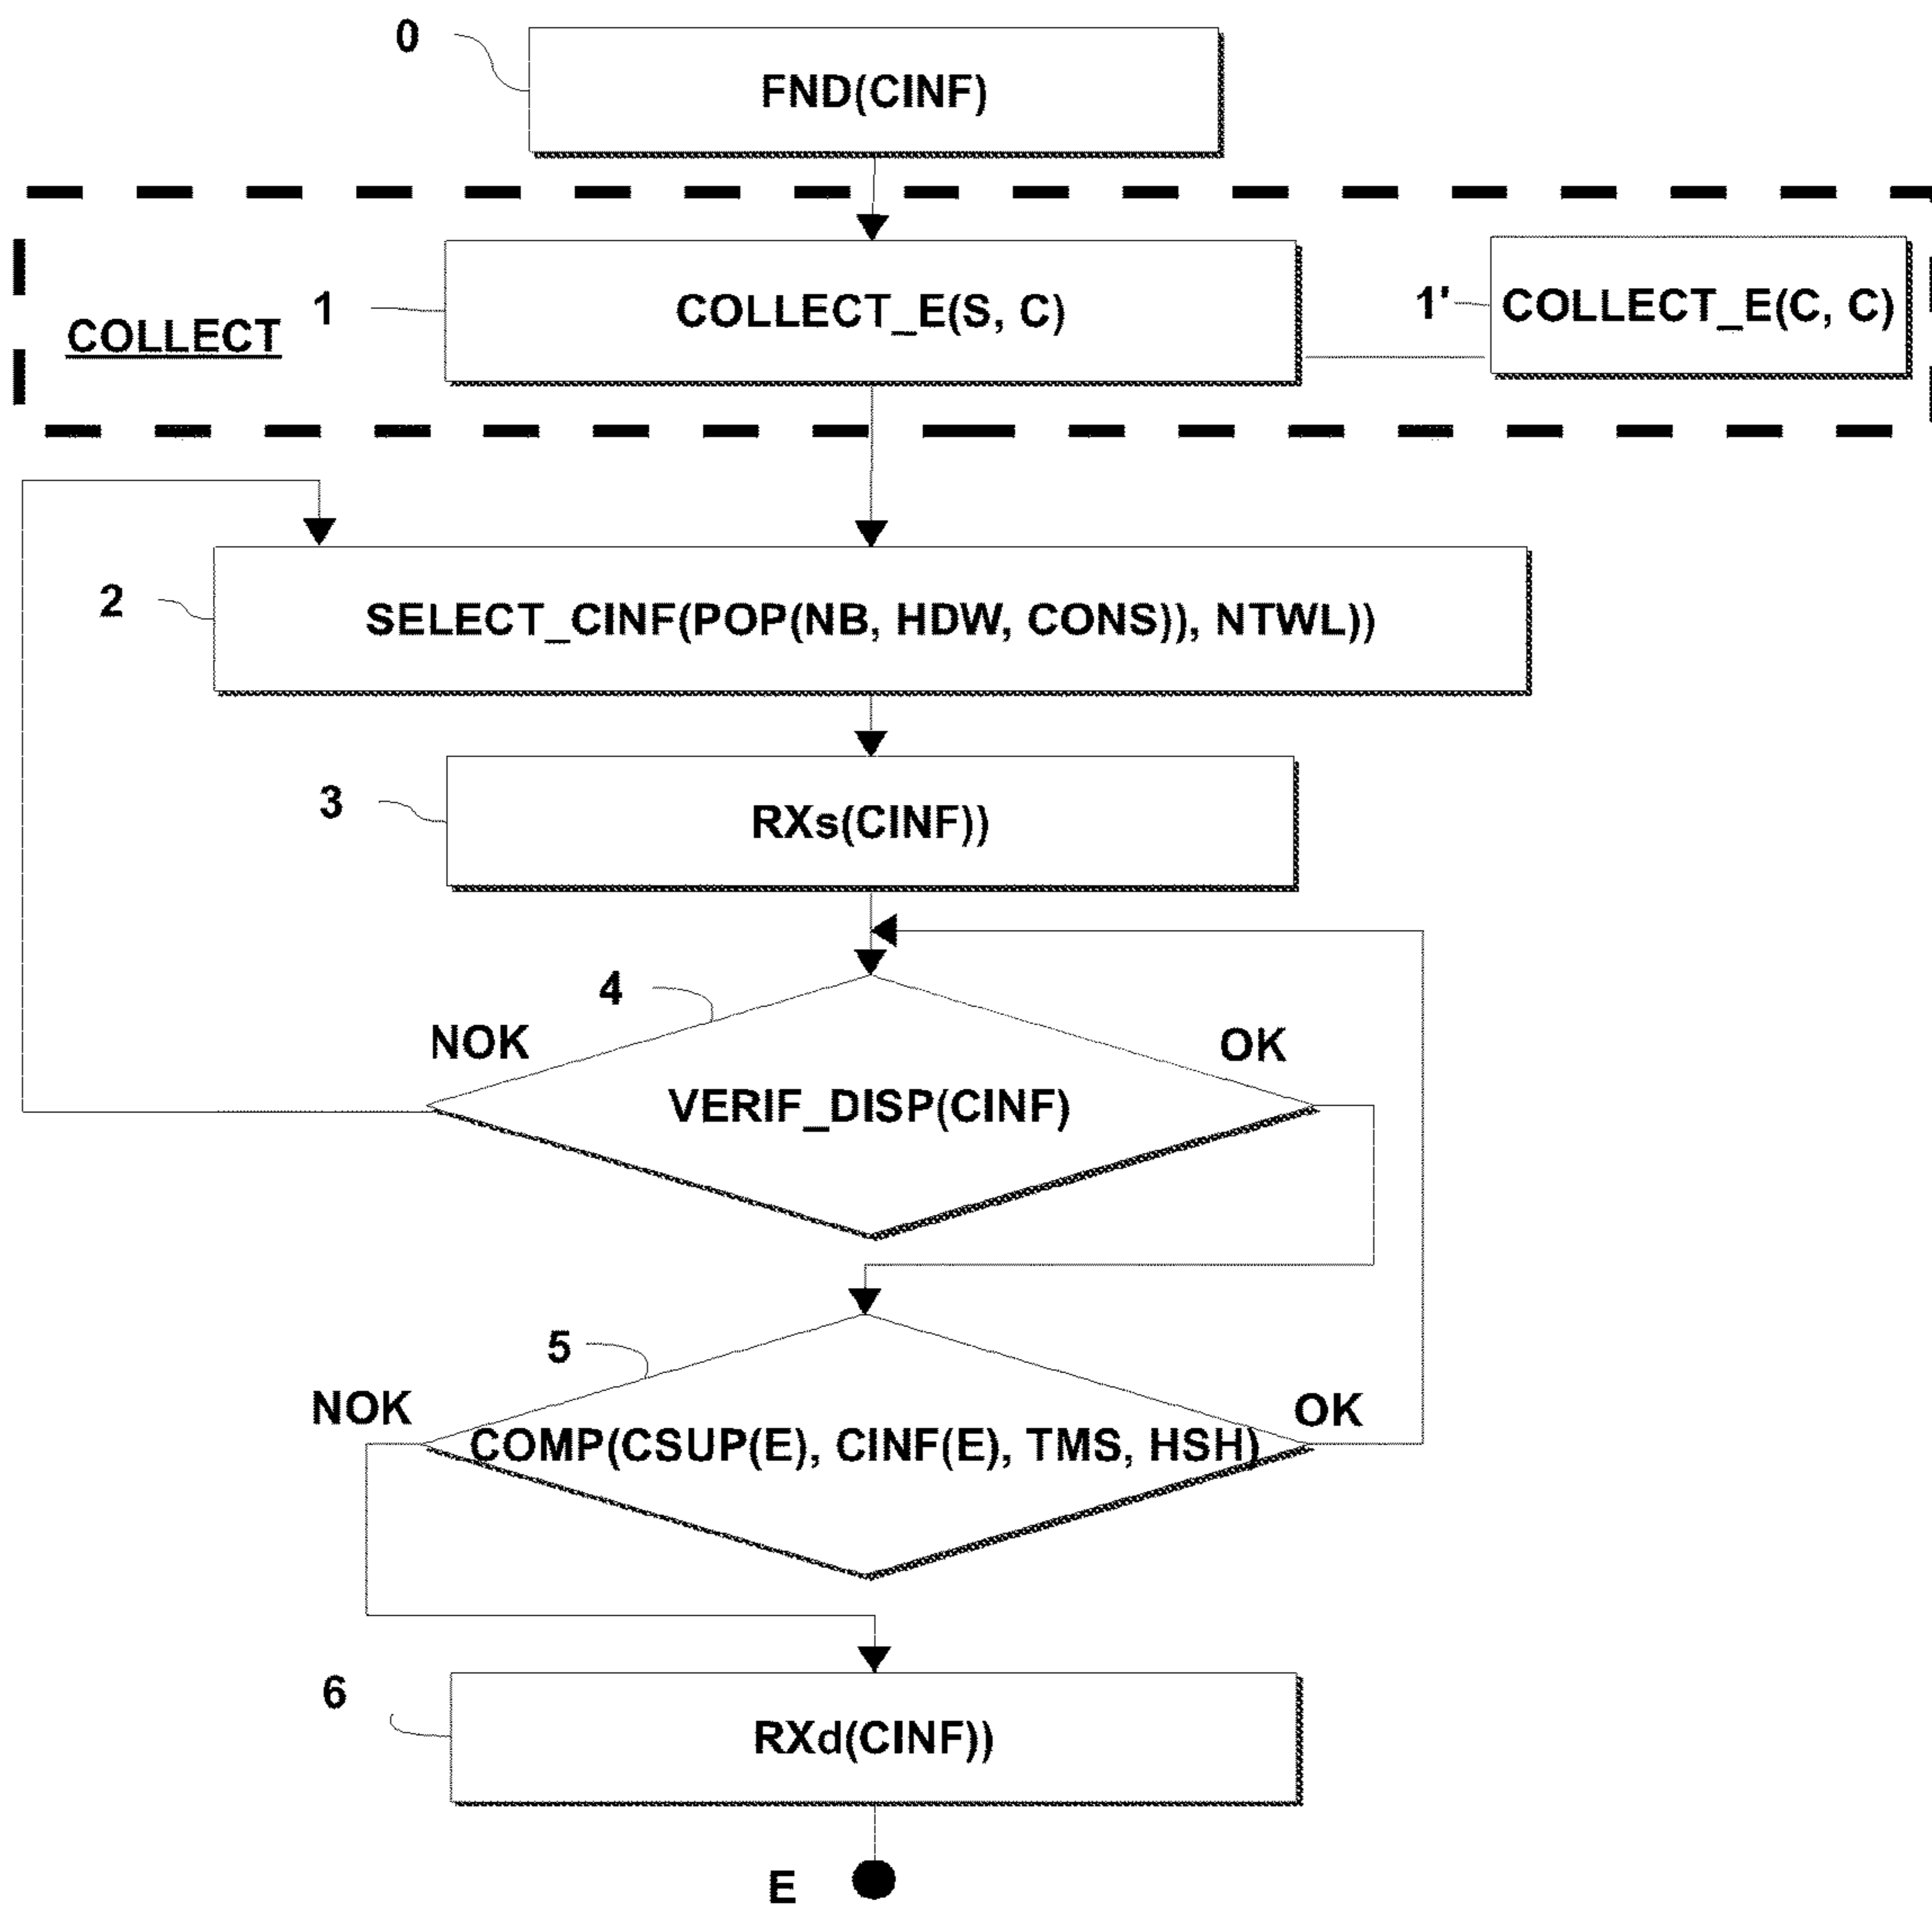 0
FND(CINF)
COLLECT
1
COLLECT_E(S, C)
1'
COLLECT_E(C, C)
2
SELECT_CINF(POP(NB, HDW, CONS)), NTWL))
3
RXs(CINF))
4
NOK
OK
VERIF_DISP(CINF)
5
NOK
OK
COMP(CSUP(E), CINF(E), TMS, HSH)
6
RXd(CINF))
E